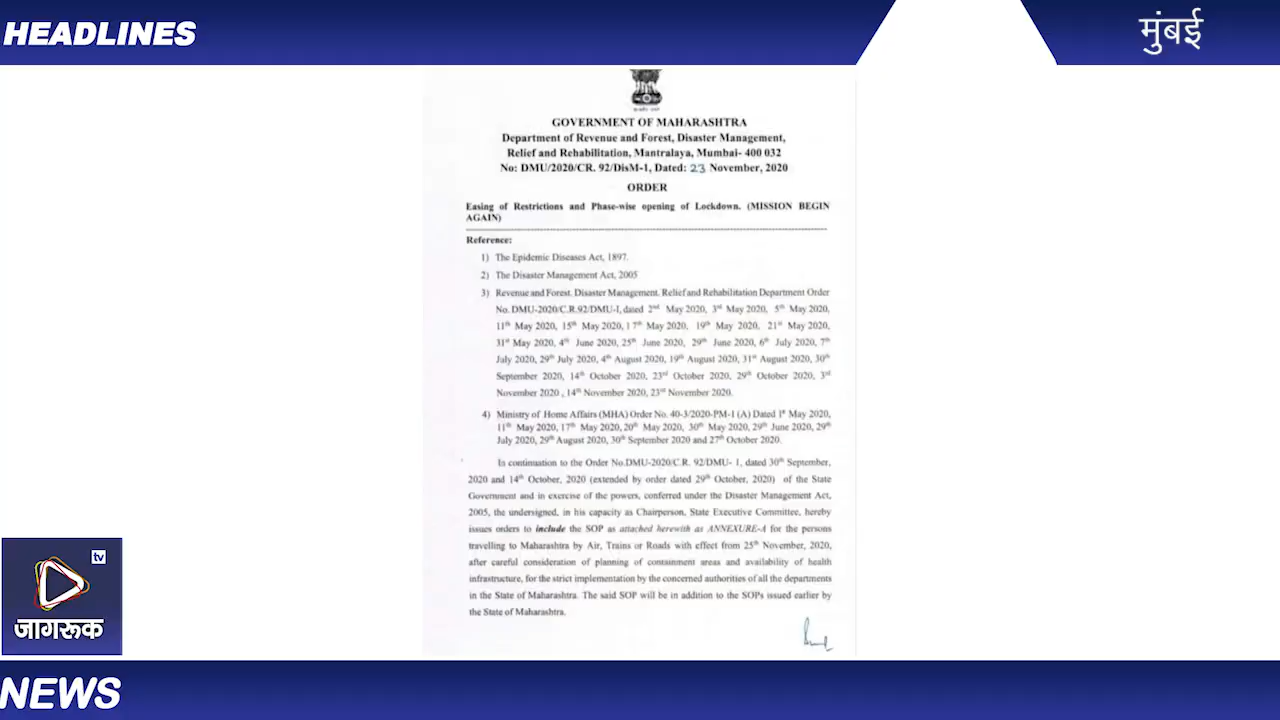 HEADLINES
मुंबई
GOVERNMENT OF MAHARASHTRA
Department of Revenue and Forest, Disaster Management,
Relief and Rehabilitation, Mantralaya, Mumbai- 400 032
No: DMU/2020/CR. 92/DisM-1, Dated: 23 November, 2020
ORDER
Easing of Restrictions and Phase-wise opening of Lockdown. (MISSION BEGIN
AGAIN)
Reference:
1) The Epidemic Diseases Act, 1897.
2) The Disaster Management Act, 2005
3) Revenue and Forest, Disaster Management, Relief and Rehabilitation Department Order
No. DMU-2020/C.R.92/DMU-I, dated 2nd May 2020, 3rd May 2020, 5th May 2020,
11th May 2020, 15th May 2020, 17th May 2020, 19th May 2020, 21st May 2020,
31st May 2020, 4th June 2020, 25th June 2020, 29th June 2020, 6th July 2020, 7th
July 2020, 29th July 2020, 4th August 2020, 19th August 2020, 31st August 2020, 30th
September 2020, 14th October 2020, 23rd October 2020, 29th October 2020, 3rd
November 2020 , 14th November 2020, 23rd November 2020.
4) Ministry of Home Affairs (MHA) Order No. 40-3/2020-PM-1 (A) Dated 1st May 2020,
11th May 2020, 17th May 2020, 20th May 2020, 30th May 2020, 29th June 2020, 29th
July 2020, 29th August 2020, 30th September 2020 and 27th October 2020.
In continuation to the Order No.DMU-2020/C.R. 92/DMU- 1, dated 30th September,
2020 and 14th October, 2020 (extended by order dated 29th October, 2020) of the State
Government and in exercise of the powers, conferred under the Disaster Management Act,
2005, the undersigned, in his capacity as Chairperson, State Executive Committee, hereby
issues orders to include the SOP as attached herewith as ANNEXURE-A for the persons
travelling to Maharashtra by Air, Trains or Roads with effect from 25th November, 2020,
after careful consideration of planning of containment areas and availability of health
infrastructure, for the strict implementation by the concerned authorities of all the departments
in the State of Maharashtra. The said SOP will be in addition to the SOPs issued earlier by
the State of Maharashtra.
tv
जागरूक
NEWS